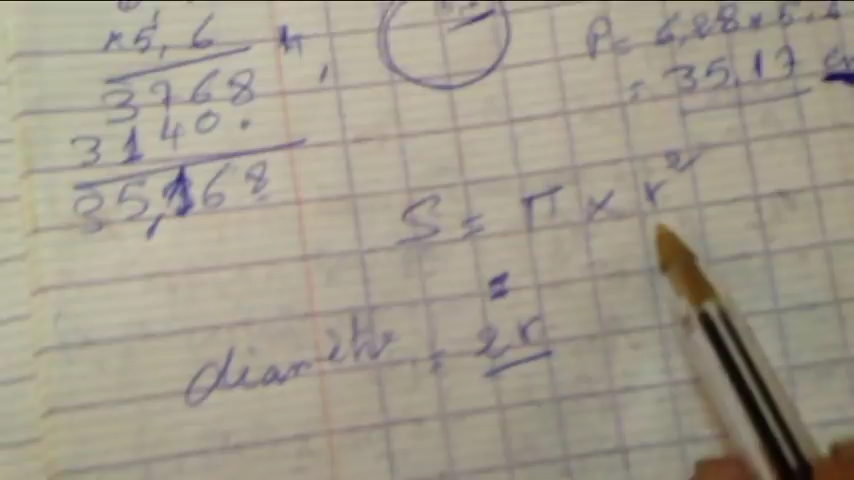 ×5,6
3768
3140.
35,168
P= 6,28×5,6
= 35,17
S= π × r²
=
diamètre = 2r